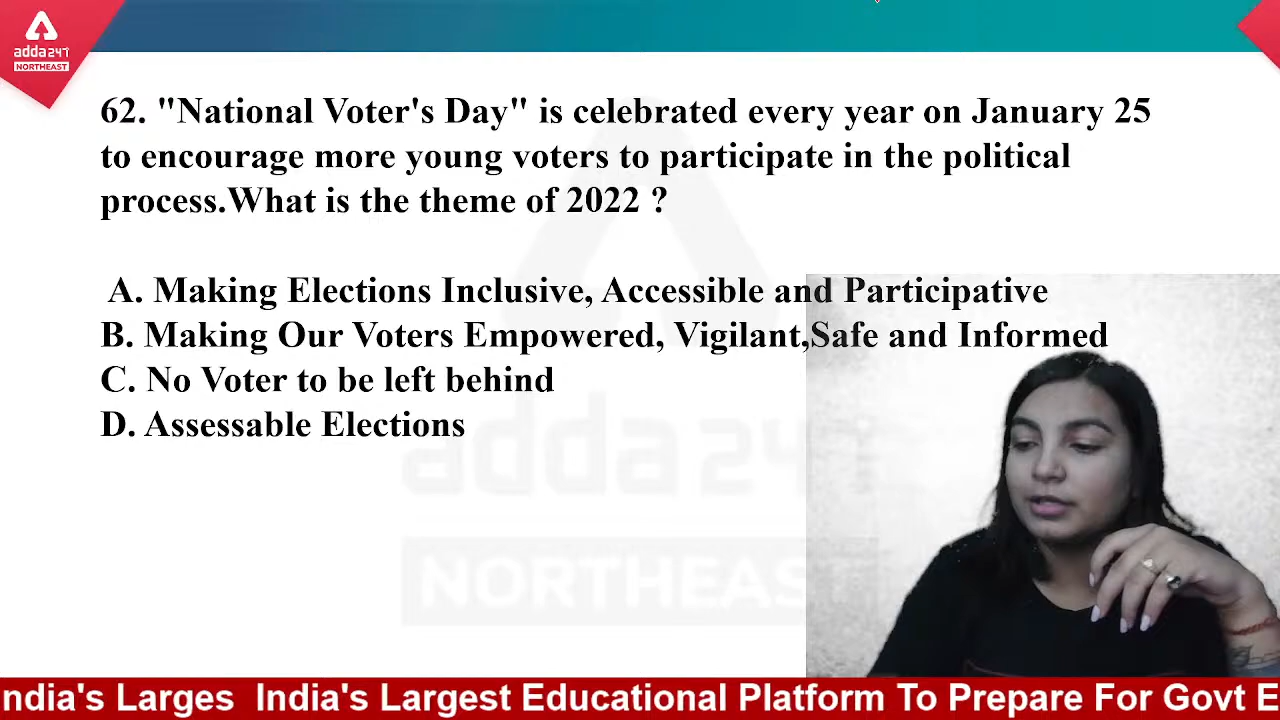 adda247
NORTHEAST
62. "National Voter's Day" is celebrated every year on January 25
to encourage more young voters to participate in the political
process.What is the theme of 2022 ?
A. Making Elections Inclusive, Accessible and Participative
B. Making Our Voters Empowered, Vigilant,Safe and Informed
C. No Voter to be left behind
D. Assessable Elections
adda247
NORTHEAST
ndia's Larges India's Largest Educational Platform To Prepare For Govt E